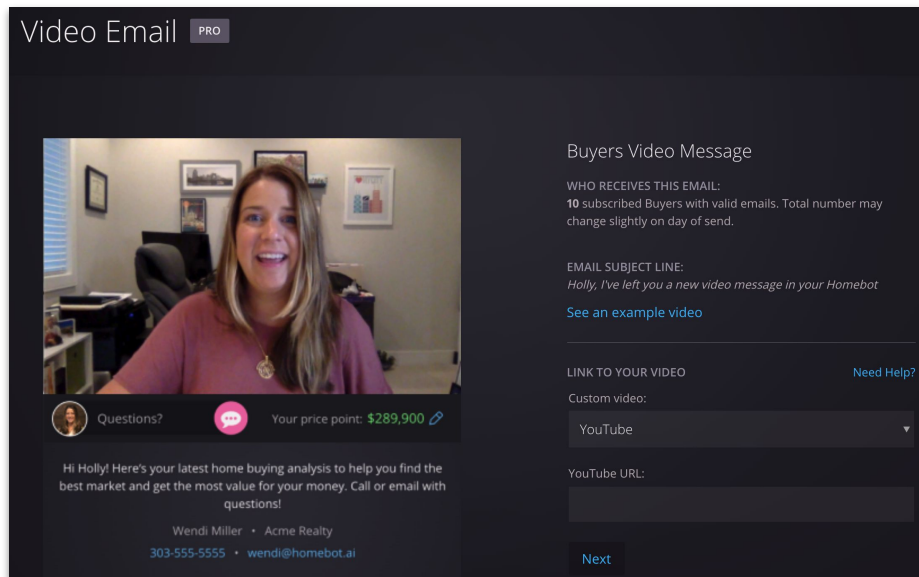 Video Email PRO
Questions?
Your price point: $289,900
Hi Holly! Here's your latest home buying analysis to help you find the
best market and get the most value for your money. Call or email with
questions!
Wendi Miller • Acme Realty
303-555-5555 • wendi@homebot.ai
Buyers Video Message
WHO RECEIVES THIS EMAIL:
10 subscribed Buyers with valid emails. Total number may
change slightly on day of send.
EMAIL SUBJECT LINE:
Holly, I've left you a new video message in your Homebot
See an example video
LINK TO YOUR VIDEO
Need Help?
Custom video:
YouTube
YouTube URL:
Next